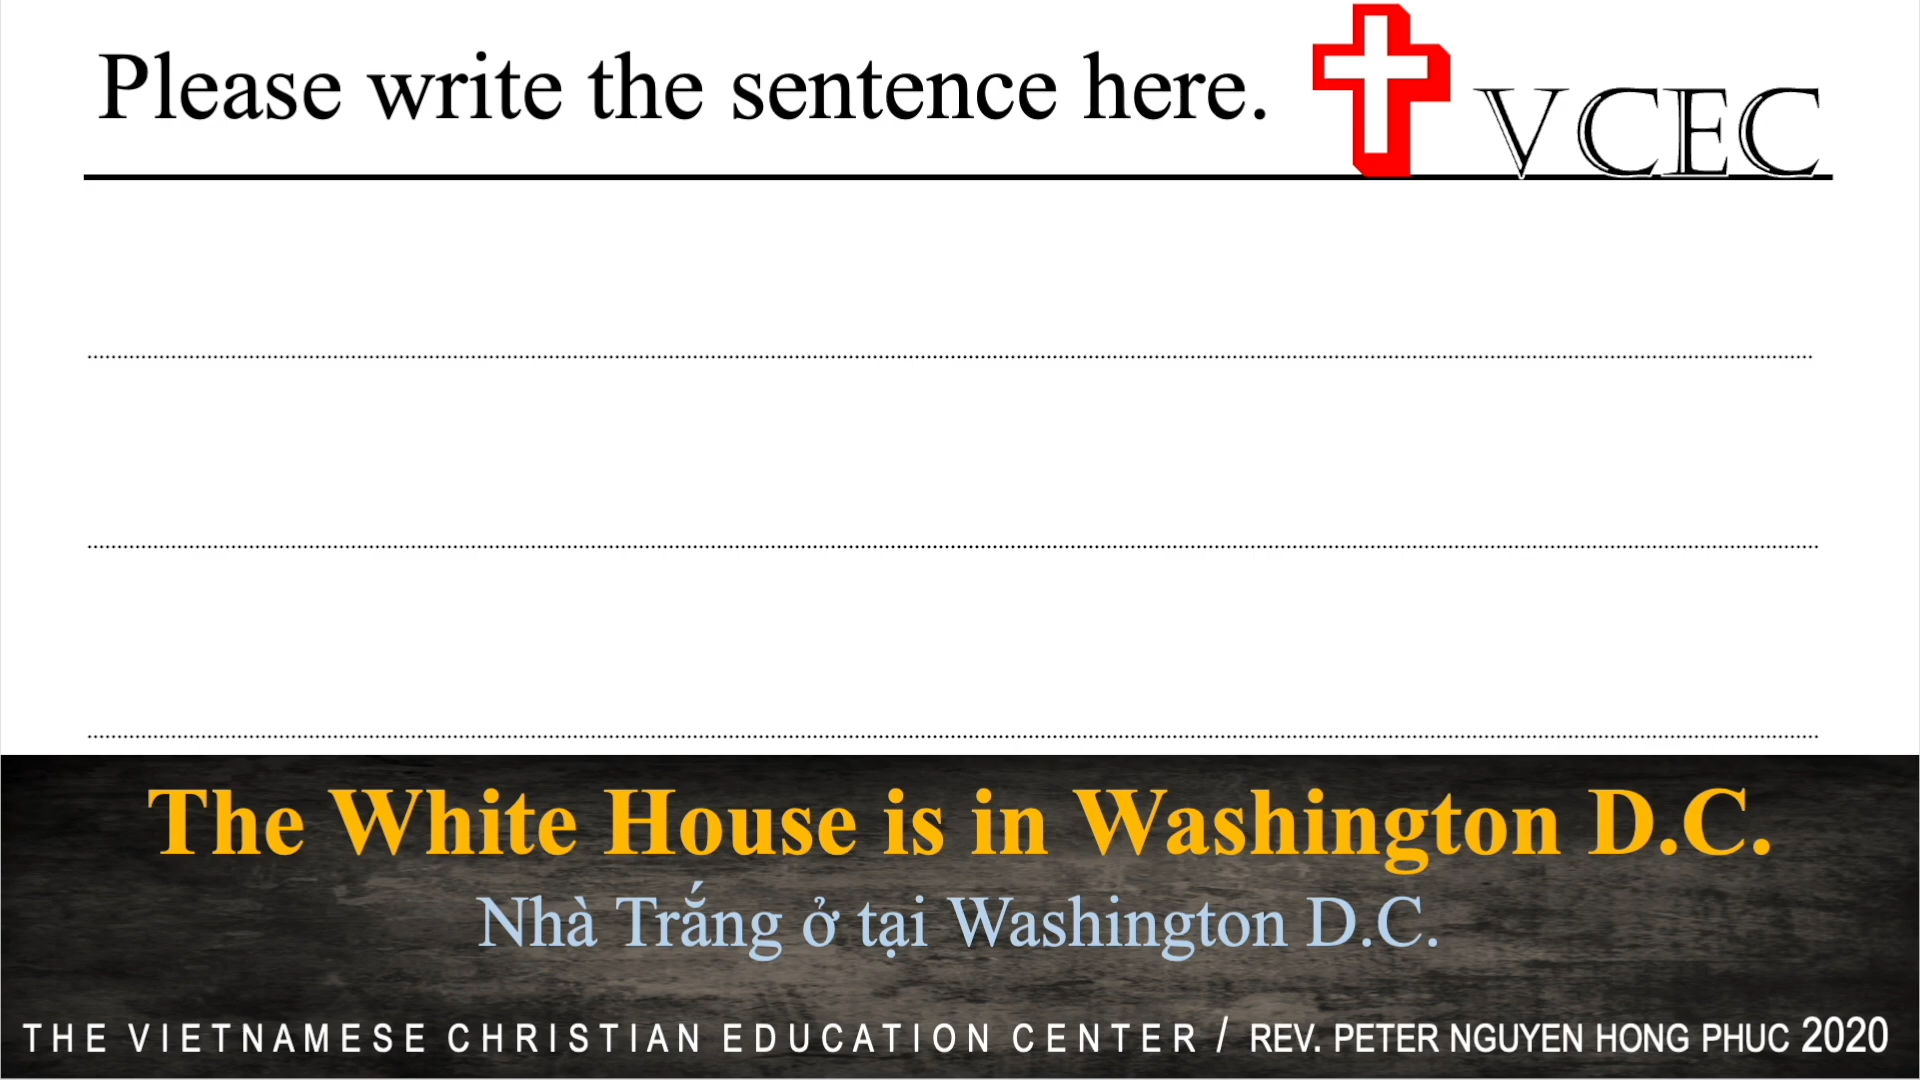 Please write the sentence here.
VCEC
The White House is in Washington D.C.
Nhà Trắng ở tại Washington D.C.
THE VIETNAMESE CHRISTIAN EDUCATION CENTER / REV. PETER NGUYEN HONG PHUC 2020